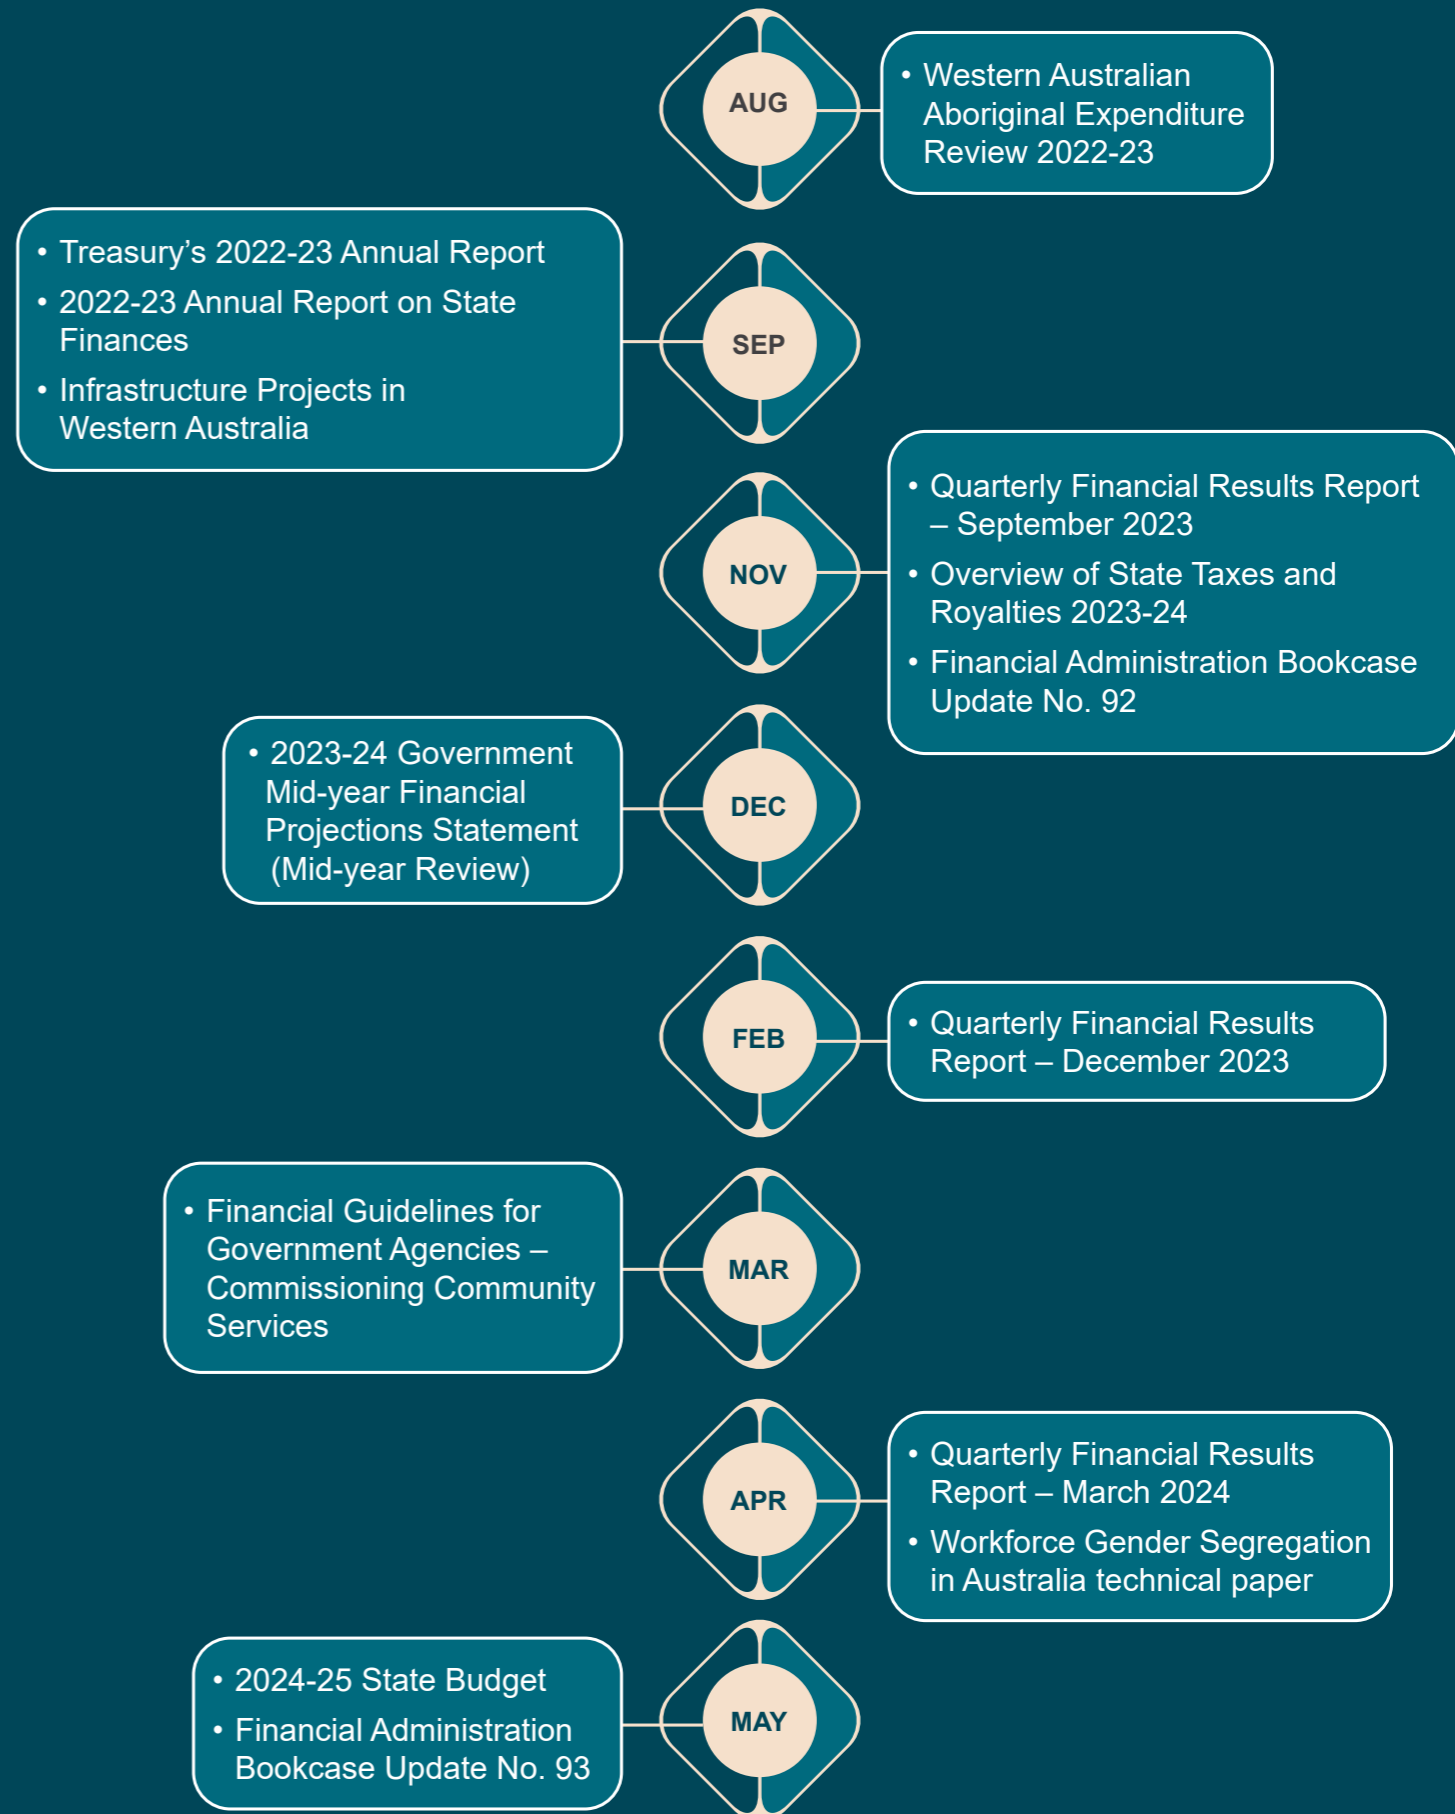 AUG
• Western Australian
Aboriginal Expenditure
Review 2022-23
• Treasury’s 2022-23 Annual Report
• 2022-23 Annual Report on State
Finances
• Infrastructure Projects in
Western Australia
SEP
NOV
• Quarterly Financial Results Report
– September 2023
• Overview of State Taxes and
Royalties 2023-24
• Financial Administration Bookcase
Update No. 92
• 2023-24 Government
Mid-year Financial
Projections Statement
(Mid-year Review)
DEC
FEB
• Quarterly Financial Results
Report – December 2023
• Financial Guidelines for
Government Agencies –
Commissioning Community
Services
MAR
APR
• Quarterly Financial Results
Report – March 2024
• Workforce Gender Segregation
in Australia technical paper
• 2024-25 State Budget
• Financial Administration
Bookcase Update No. 93
MAY